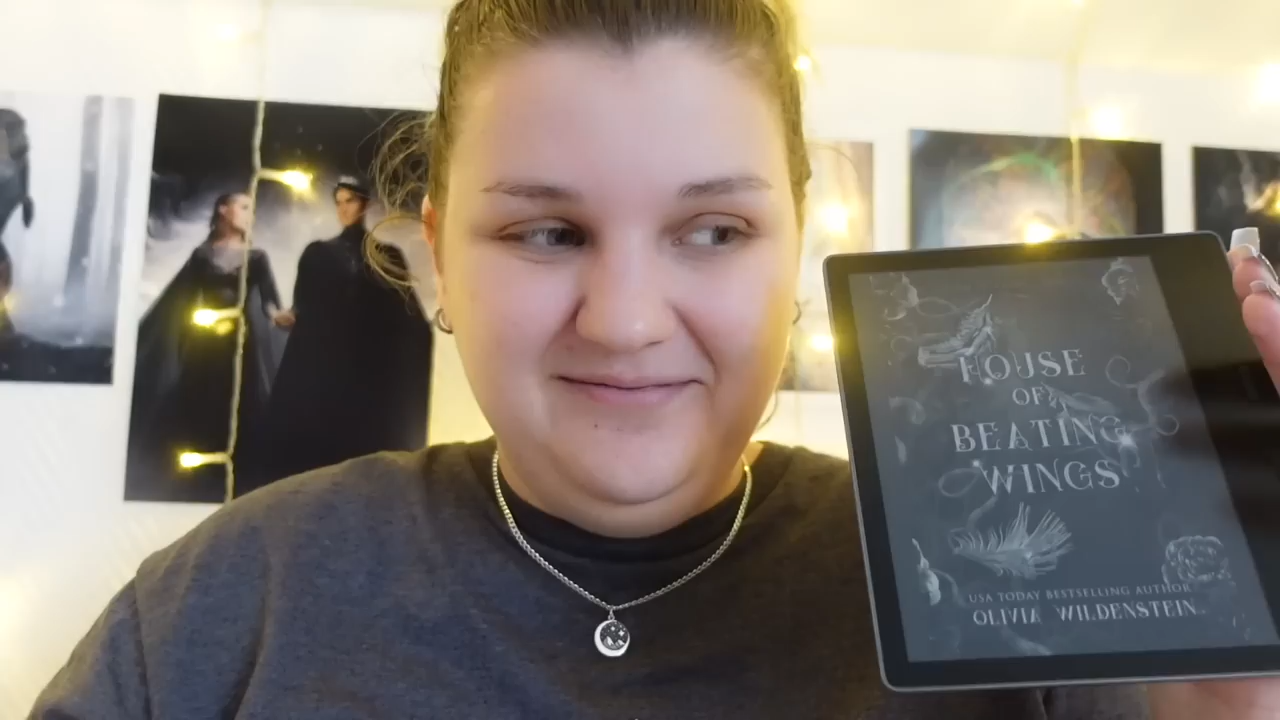 HOUSE
OF
BEATING
WINGS
USA TODAY BESTSELLING AUTHOR
OLIVIA WILDENSTEIN